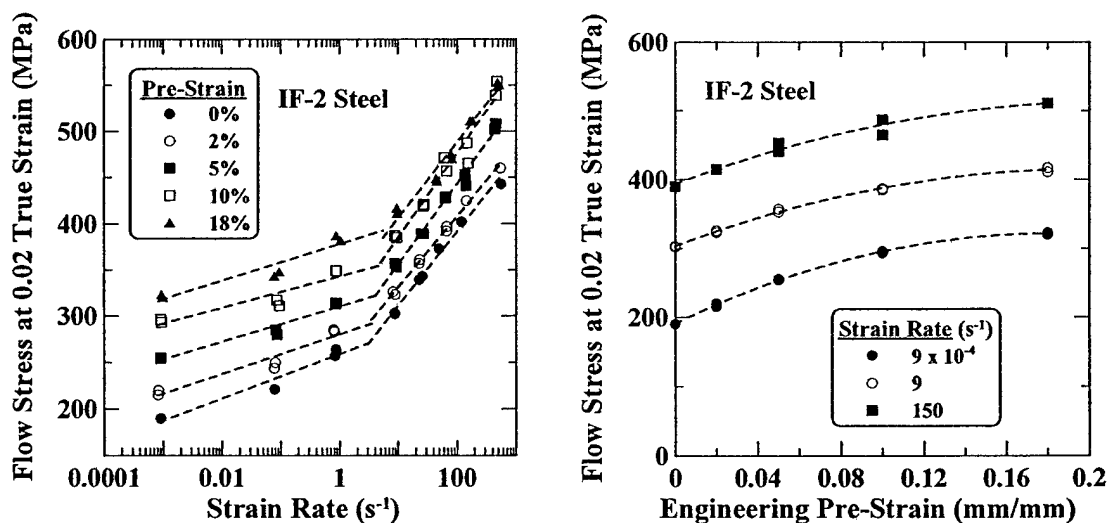 Flow Stress at 0.02 True Strain (MPa)
600
500
400
300
200
Pre-Strain
0%
2%
5%
10%
18%
IF-2 Steel
0.0001 0.01 1 100
Strain Rate (s⁻¹)
Flow Stress at 0.02 True Strain (MPa)
600
400
200
0
IF-2 Steel
Strain Rate (s⁻¹)
9 x 10⁻⁴
9
150
0 0.04 0.08 0.12 0.16 0.2
Engineering Pre-Strain (mm/mm)